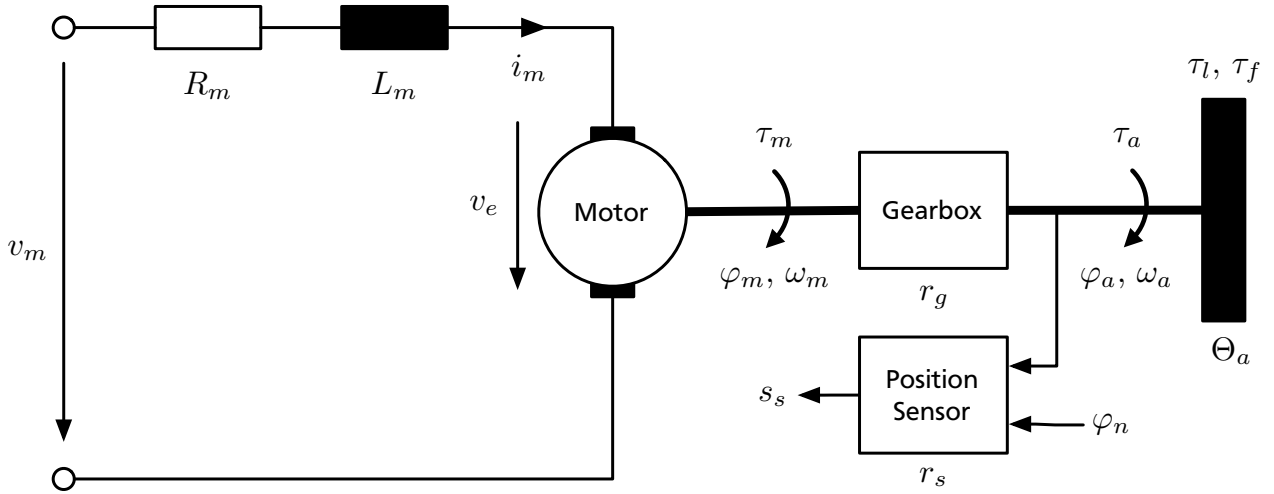 R_m
L_m
i_m
τ_l, τ_f
τ_m
τ_a
v_e
Motor
Gearbox
v_m
φ_m, ω_m
r_g
φ_a, ω_a
Θ_a
Position
Sensor
s_s
φ_n
r_s